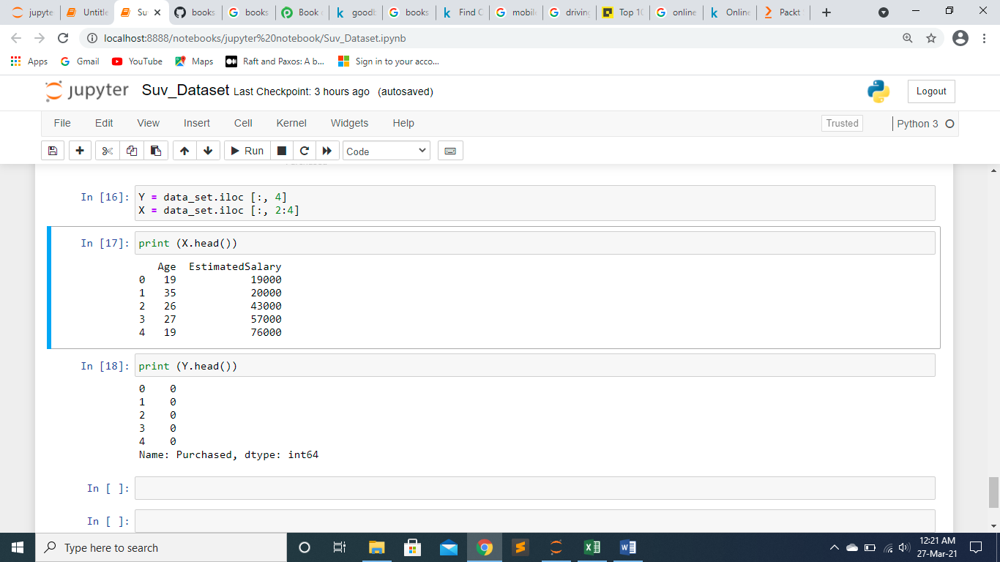 jupyte Untitle Su books books Book goodb books Find C mobil driving Top 10 online Online Packt
localhost:8888/notebooks/jupyter%20notebook/Suv_Dataset.ipynb
Apps Gmail YouTube Maps Raft and Paxos: A b... Sign in to your acco...
jupyter Suv_Dataset Last Checkpoint: 3 hours ago (autosaved) Logout
File Edit View Insert Cell Kernel Widgets Help Trusted Python 3
Run Code
In [16]: Y = data_set.iloc [:, 4]
X = data_set.iloc [:, 2:4]
In [17]: print (X.head())
Age EstimatedSalary
0 19 19000
1 35 20000
2 26 43000
3 27 57000
4 19 76000
In [18]: print (Y.head())
0 0
1 0
2 0
3 0
4 0
Name: Purchased, dtype: int64
In [ ]:
In [ ]:
Type here to search 12:21 AM
27-Mar-21